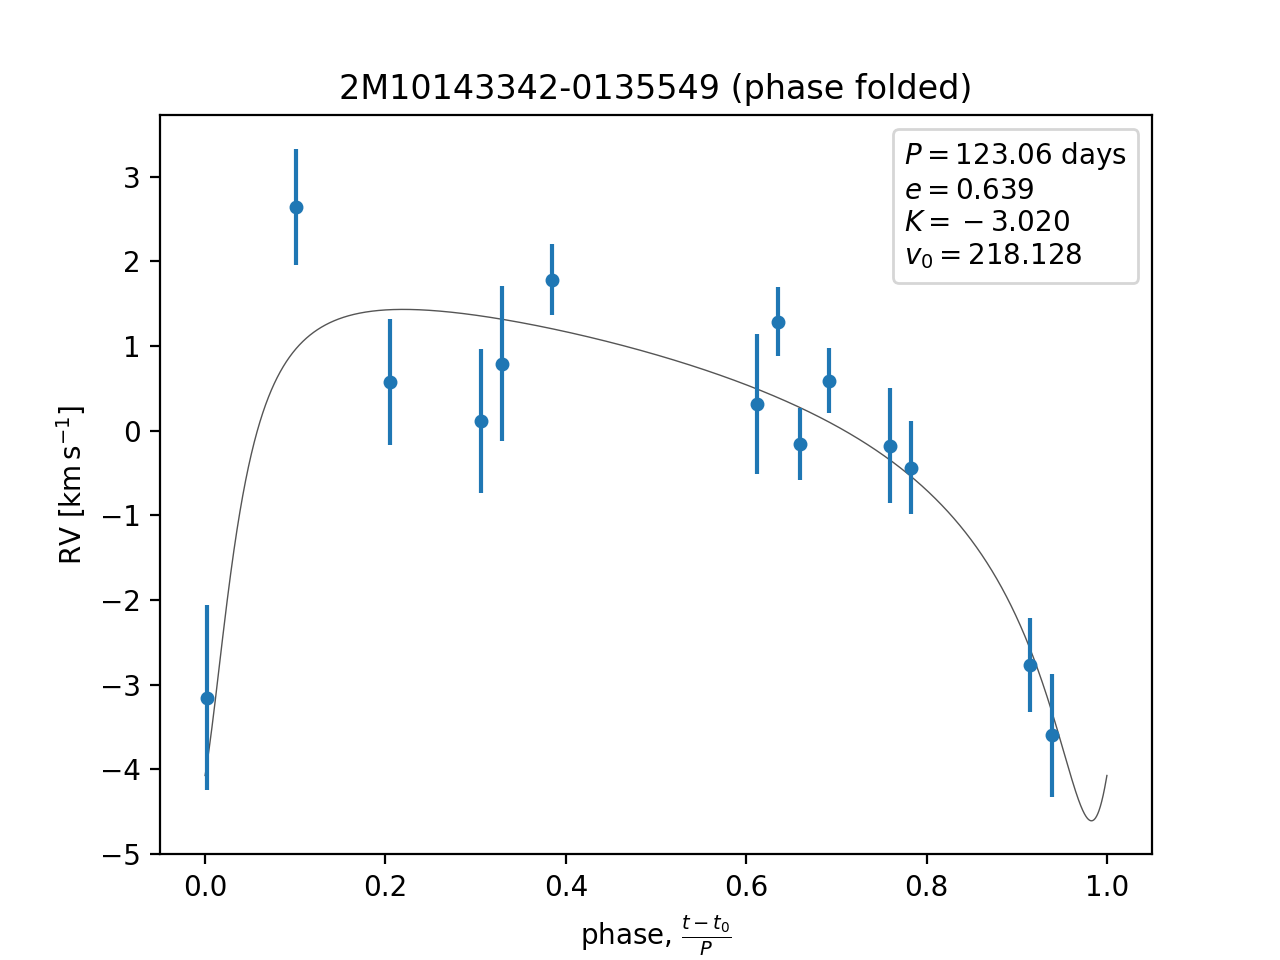 2M10143342-0135549 (phase folded)
P = 123.06 days
e = 0.639
K = −3.020
v₀ = 218.128
RV [km s⁻¹]
3
2
1
0
−1
−2
−3
−4
−5
0.0 0.2 0.4 0.6 0.8 1.0
phase, (t − t₀)/P